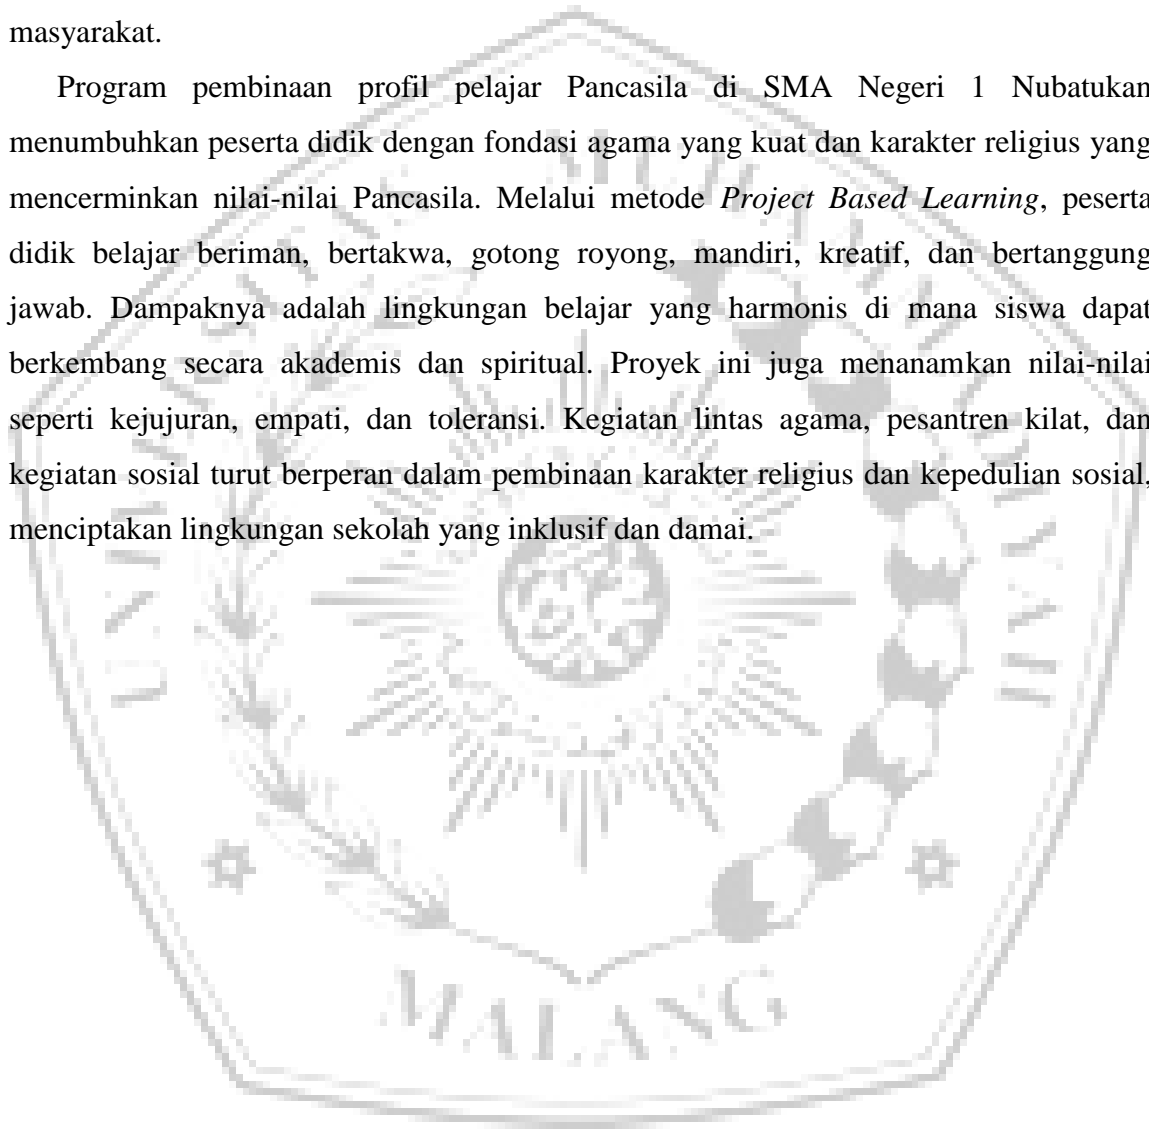 masyarakat.
Program pembinaan profil pelajar Pancasila di SMA Negeri 1 Nubatukan
menumbuhkan peserta didik dengan fondasi agama yang kuat dan karakter religius yang
mencerminkan nilai-nilai Pancasila. Melalui metode Project Based Learning, peserta
didik belajar beriman, bertakwa, gotong royong, mandiri, kreatif, dan bertanggung
jawab. Dampaknya adalah lingkungan belajar yang harmonis di mana siswa dapat
berkembang secara akademis dan spiritual. Proyek ini juga menanamkan nilai-nilai
seperti kejujuran, empati, dan toleransi. Kegiatan lintas agama, pesantren kilat, dan
kegiatan sosial turut berperan dalam pembinaan karakter religius dan kepedulian sosial,
menciptakan lingkungan sekolah yang inklusif dan damai.
MALANG